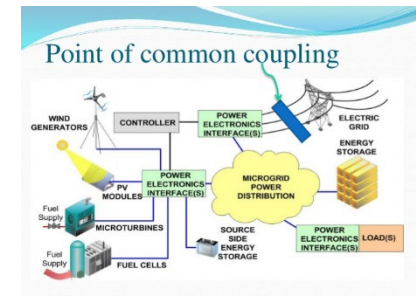 Point of common coupling
WIND
GENERATORS
CONTROLLER
POWER
ELECTRONICS
INTERFACE(S)
ELECTRIC
GRID
ENERGY
STORAGE
PV
MODULES
POWER
ELECTRONICS
INTERFACE(S)
MICROGRID
POWER
DISTRIBUTION
Fuel
Supply
MICROTURBINES
SOURCE
SIDE
ENERGY
STORAGE
POWER
ELECTRONICS
INTERFACE(S)
LOAD(S)
Fuel
Supply
FUEL CELLS